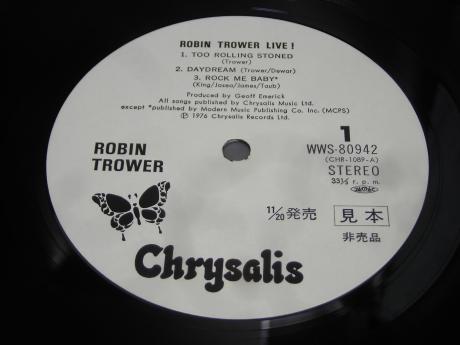 ROBIN TROWER LIVE!
1. TOO ROLLING STONED
(Trower)
2. DAYDREAM (Trower/Dewar)
3. ROCK ME BABY*
(King/Josea/James/Taub)
Produced by Geoff Emerick
All songs published by Chrysalis Music Ltd.
except *published by Modern Music Publishing Co. Inc. (MCPS)
℗ 1976 Chrysalis Records Ltd.
ROBIN
TROWER
1
WWS-80942
(CHR-1089-A)
STEREO
33⅓ r. p. m.
11/20 発売
見本
非売品
Chrysalis